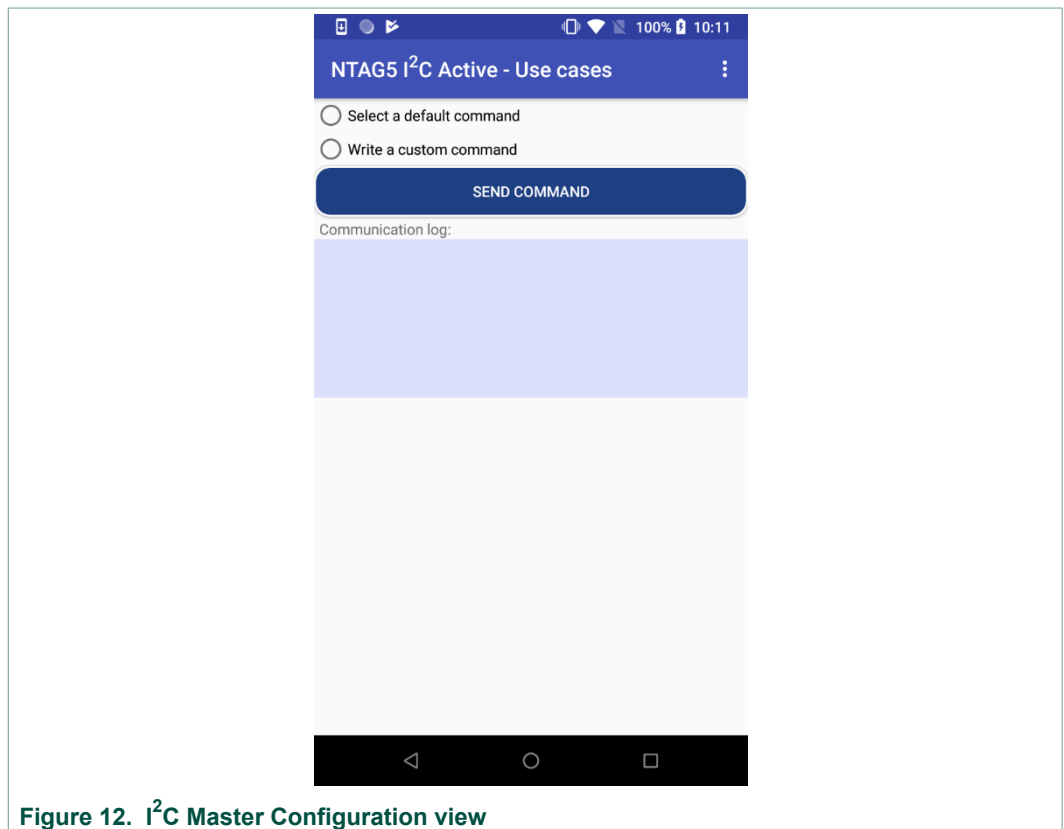 100% 10:11
NTAG5 I²C Active - Use cases
Select a default command
Write a custom command
SEND COMMAND
Communication log:
Figure 12. I²C Master Configuration view